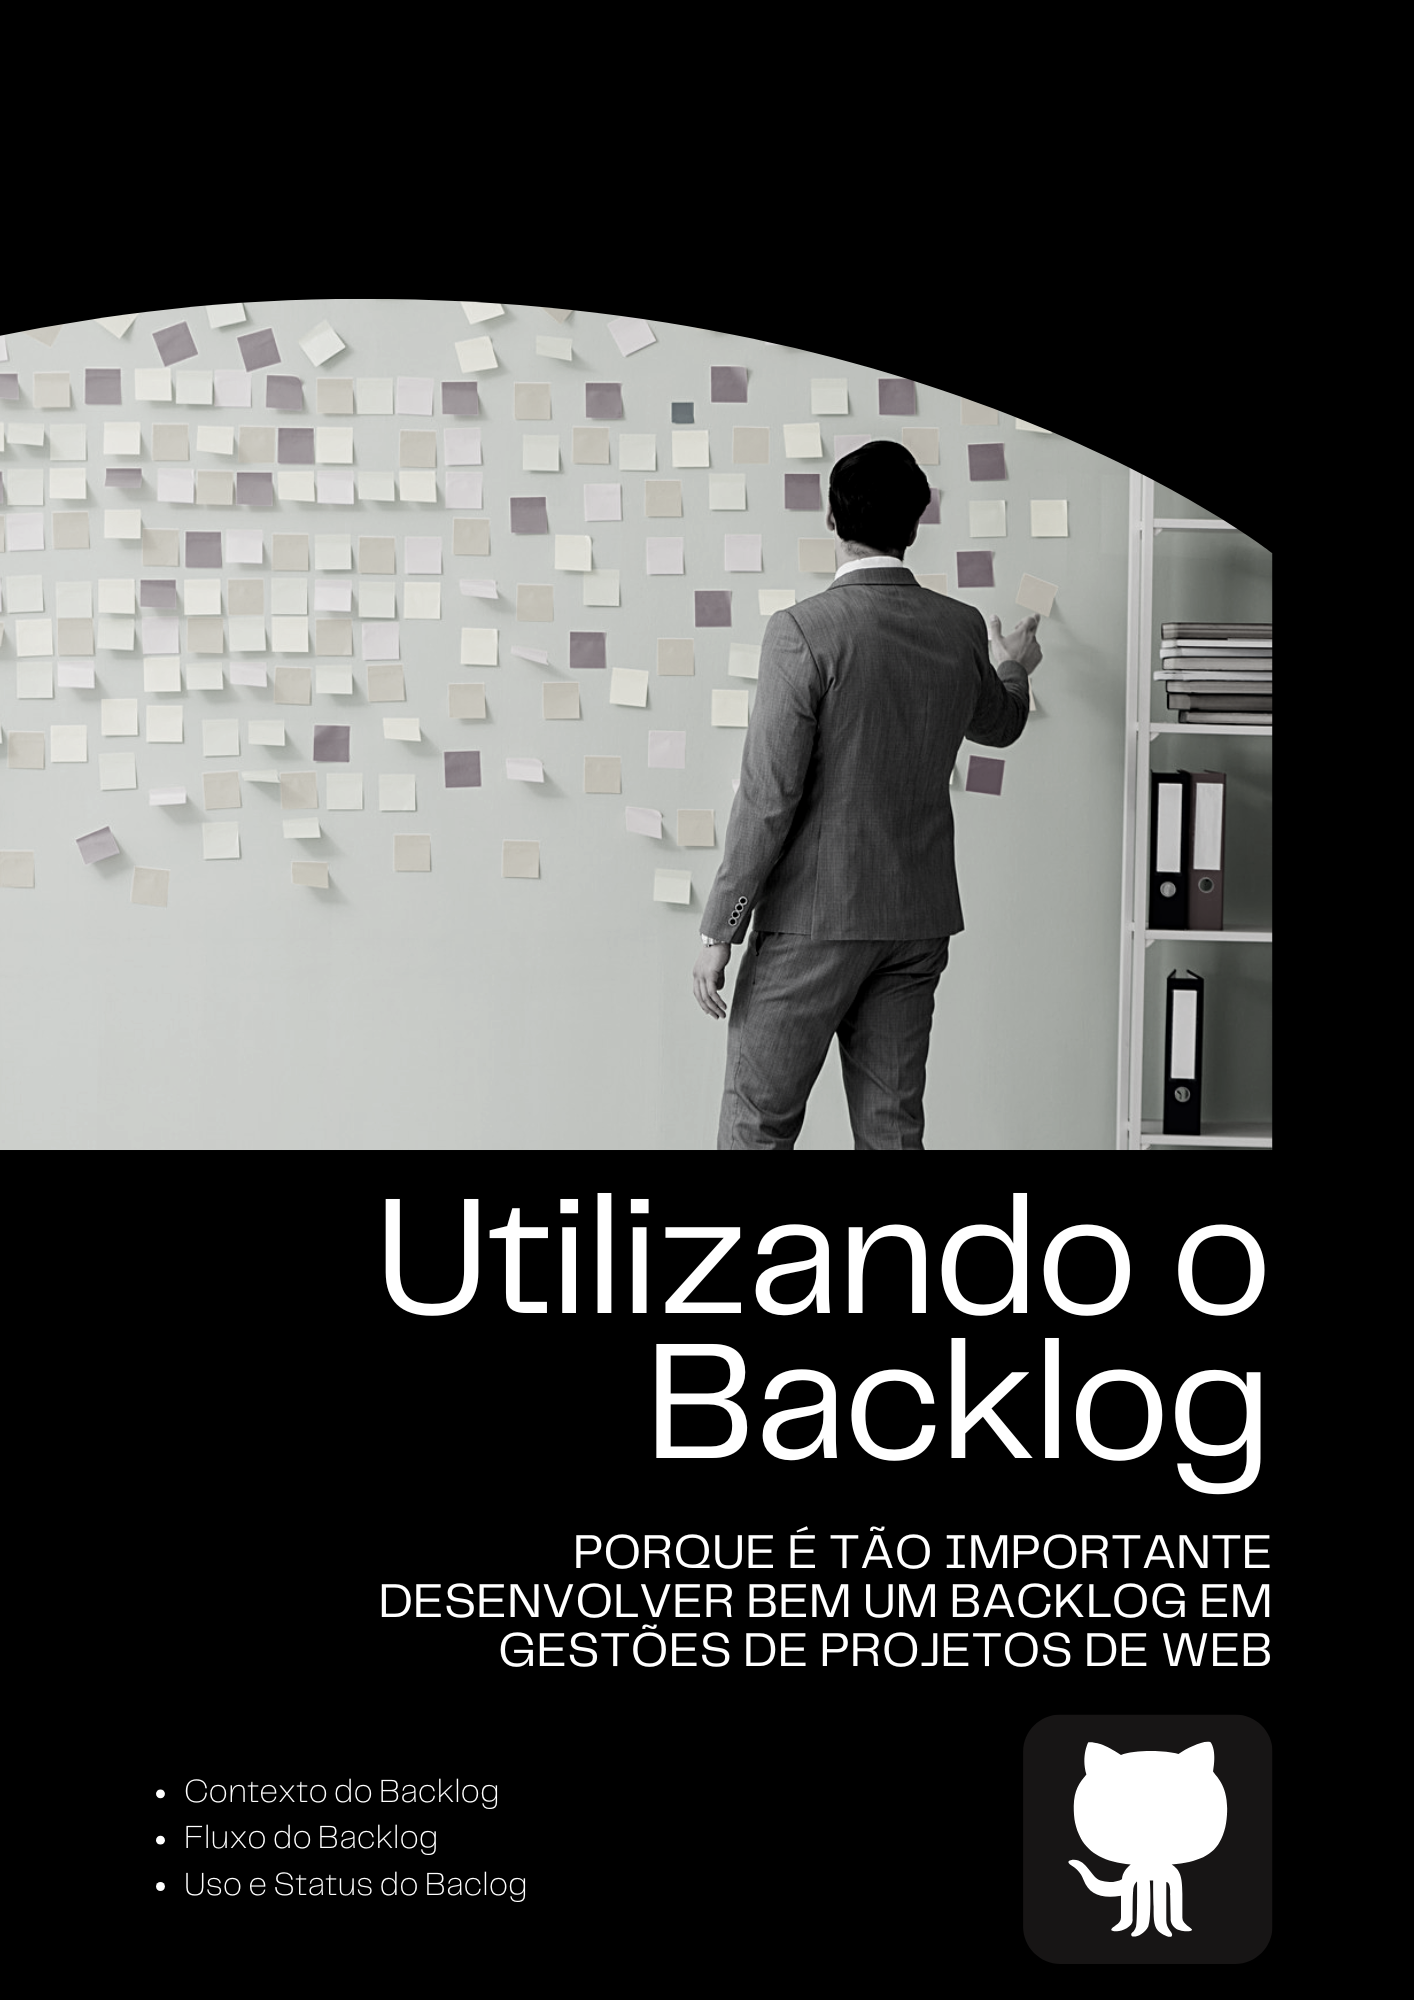 Utilizando o
Backlog
PORQUE É TÃO IMPORTANTE
DESENVOLVER BEM UM BACKLOG EM
GESTÕES DE PROJETOS DE WEB
• Contexto do Backlog
• Fluxo do Backlog
• Uso e Status do Baclog